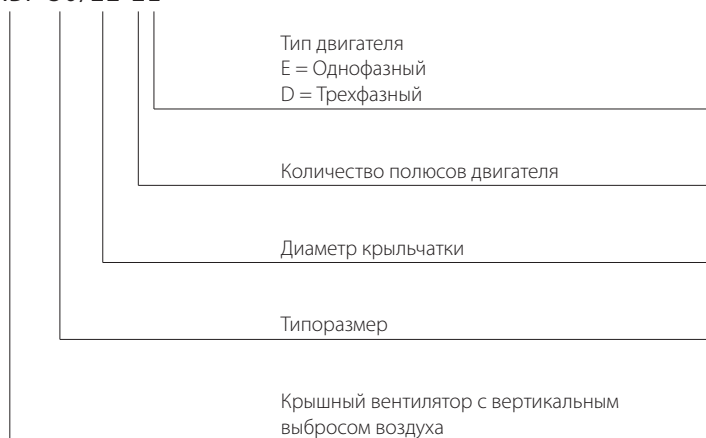 Тип двигателя
E = Однофазный
D = Трехфазный
Количество полюсов двигателя
Диаметр крыльчатки
Типоразмер
Крышный вентилятор с вертикальным
выбросом воздуха